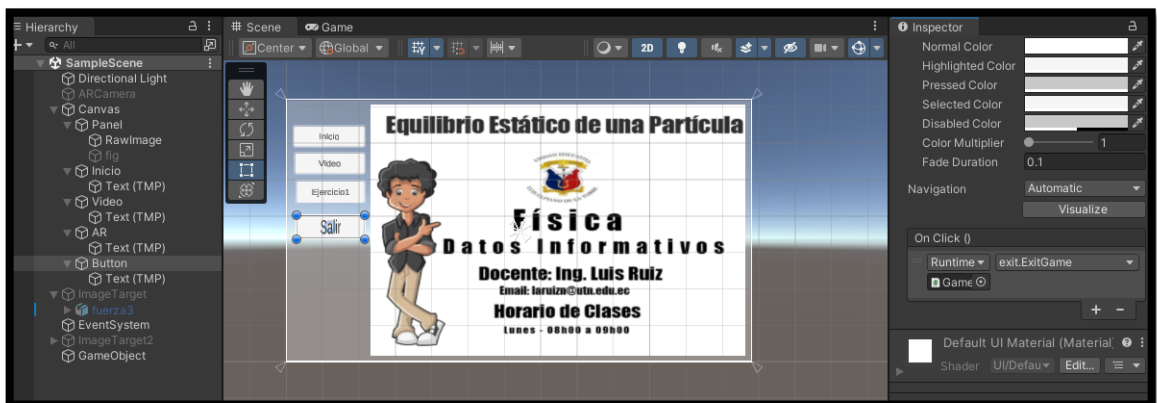 Hierarchy
All
SampleScene
Directional Light
ARCamera
Canvas
Panel
RawImage
fig
Inicio
Text (TMP)
Video
Text (TMP)
AR
Text (TMP)
Button
Text (TMP)
ImageTarget
fuerza3
EventSystem
ImageTarget2
GameObject
# Scene Game
Center Global 2D
Inicio
Video
Ejercicio1
Salir
Equilibrio Estático de una Partícula
Física
Datos Informativos
Docente: Ing. Luis Ruiz
Email: laruizn@utn.edu.ec
Horario de Clases
Lunes - 08h00 a 09h00
Inspector
Normal Color
Highlighted Color
Pressed Color
Selected Color
Disabled Color
Color Multiplier 1
Fade Duration 0.1
Navigation Automatic
Visualize
On Click ()
Runtime exit.ExitGame
Game
+ -
Default UI Material (Material)
Shader UI/Defau Edit...